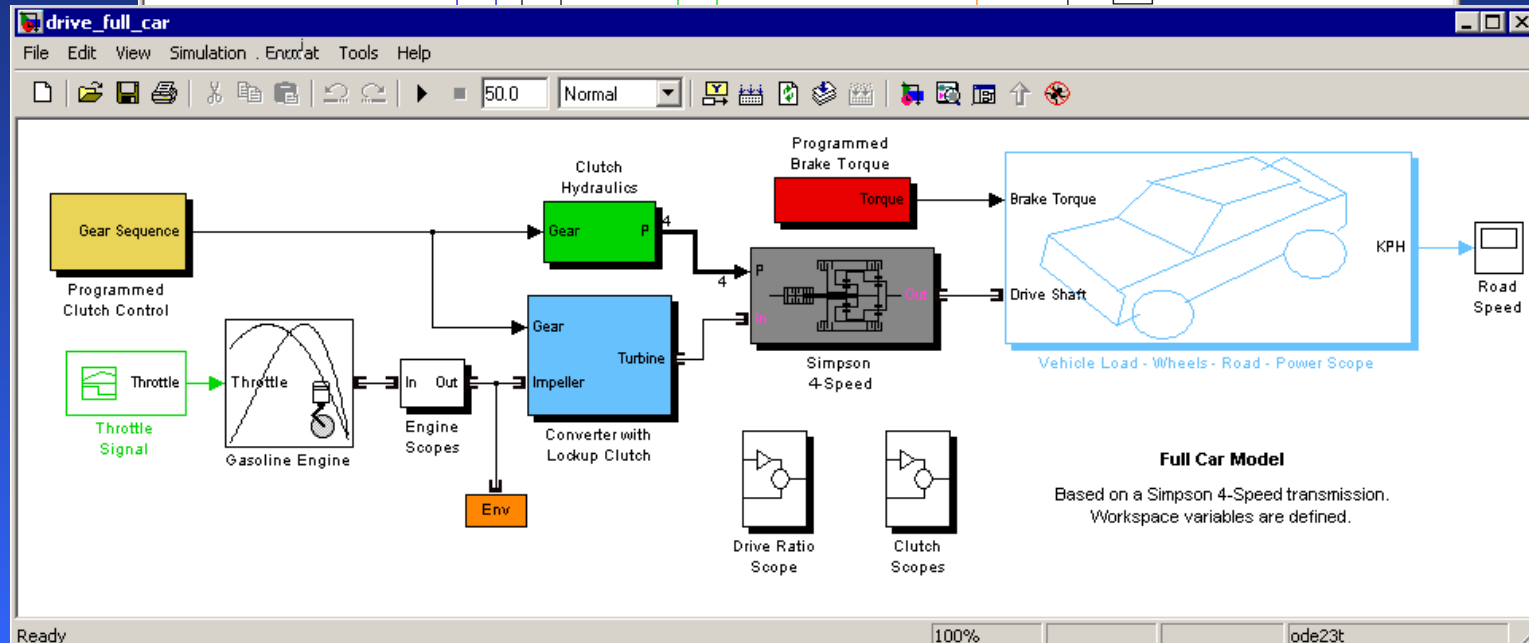 drive_full_car
File Edit View Simulation Tools Help
50.0 Normal
Programmed
Brake Torque
Clutch
Hydraulics
Torque
Brake Torque
Gear Sequence
Gear P
4
KPH
Programmed
Clutch Control
P
4
Drive Shaft
Out
In
Road
Speed
Gear
Turbine
Impeller
Simpson
4-Speed
Vehicle Load - Wheels - Road - Power Scope
Throttle
Throttle
In Out
Throttle
Signal
Gasoline Engine
Engine
Scopes
Converter with
Lockup Clutch
Env
Full Car Model
Based on a Simpson 4-Speed transmission.
Workspace variables are defined.
Drive Ratio
Scope
Clutch
Scopes
Ready 100% ode23t